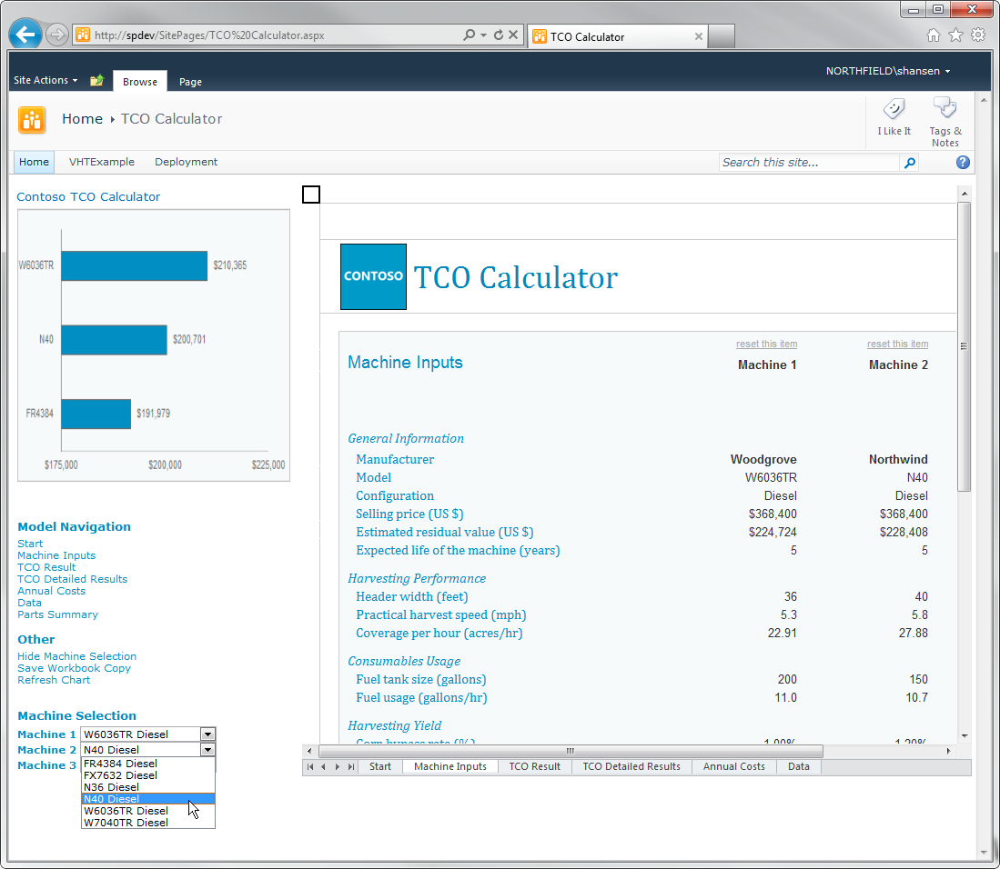 http://spdev/SitePages/TCO%20Calculator.aspx
TCO Calculator
NORTHFIELD\shansen
Site Actions
Browse
Page
Home
TCO Calculator
I Like It
Tags & Notes
Home
VHTExample
Deployment
Search this site...
Contoso TCO Calculator
W6036TR
$210,365
N40
$200,701
FR4384
$191,979
$175,000
$200,000
$225,000
Model Navigation
Start
Machine Inputs
TCO Result
TCO Detailed Results
Annual Costs
Data
Parts Summary
Other
Hide Machine Selection
Save Workbook Copy
Refresh Chart
Machine Selection
Machine 1 W6036TR Diesel
Machine 2 N40 Diesel
Machine 3
FR4384 Diesel
FX7632 Diesel
N36 Diesel
N40 Diesel
W6036TR Diesel
W7040TR Diesel
CONTOSO
TCO Calculator
reset this item reset this item
Machine Inputs Machine 1 Machine 2
General Information
Manufacturer Woodgrove Northwind
Model W6036TR N40
Configuration Diesel Diesel
Selling price (US $) $368,400 $368,400
Estimated residual value (US $) $224,724 $228,408
Expected life of the machine (years) 5 5
Harvesting Performance
Header width (feet) 36 40
Practical harvest speed (mph) 5.3 5.8
Coverage per hour (acres/hr) 22.91 27.88
Consumables Usage
Fuel tank size (gallons) 200 150
Fuel usage (gallons/hr) 11.0 10.7
Harvesting Yield
Start
Machine Inputs
TCO Result
TCO Detailed Results
Annual Costs
Data